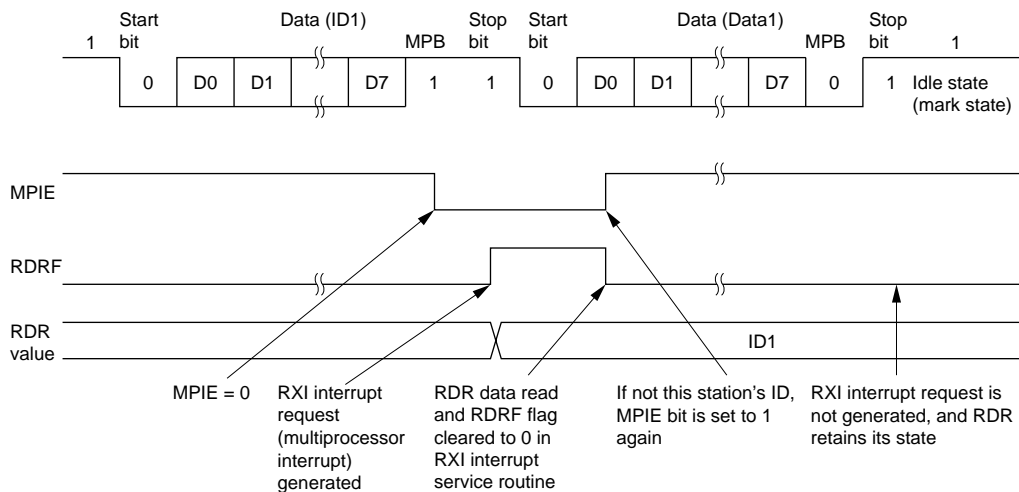 Start bit
Data (ID1)
MPB
Stop bit
Start bit
Data (Data1)
MPB
Stop bit
1
1
0
D0
D1
D7
1
1
0
D0
D1
D7
0
1
Idle state
(mark state)
MPIE
RDRF
RDR
value
ID1
MPIE = 0
RXI interrupt
request
(multiprocessor
interrupt)
generated
RDR data read
and RDRF flag
cleared to 0 in
RXI interrupt
service routine
If not this station's ID,
MPIE bit is set to 1
again
RXI interrupt request is
not generated, and RDR
retains its state